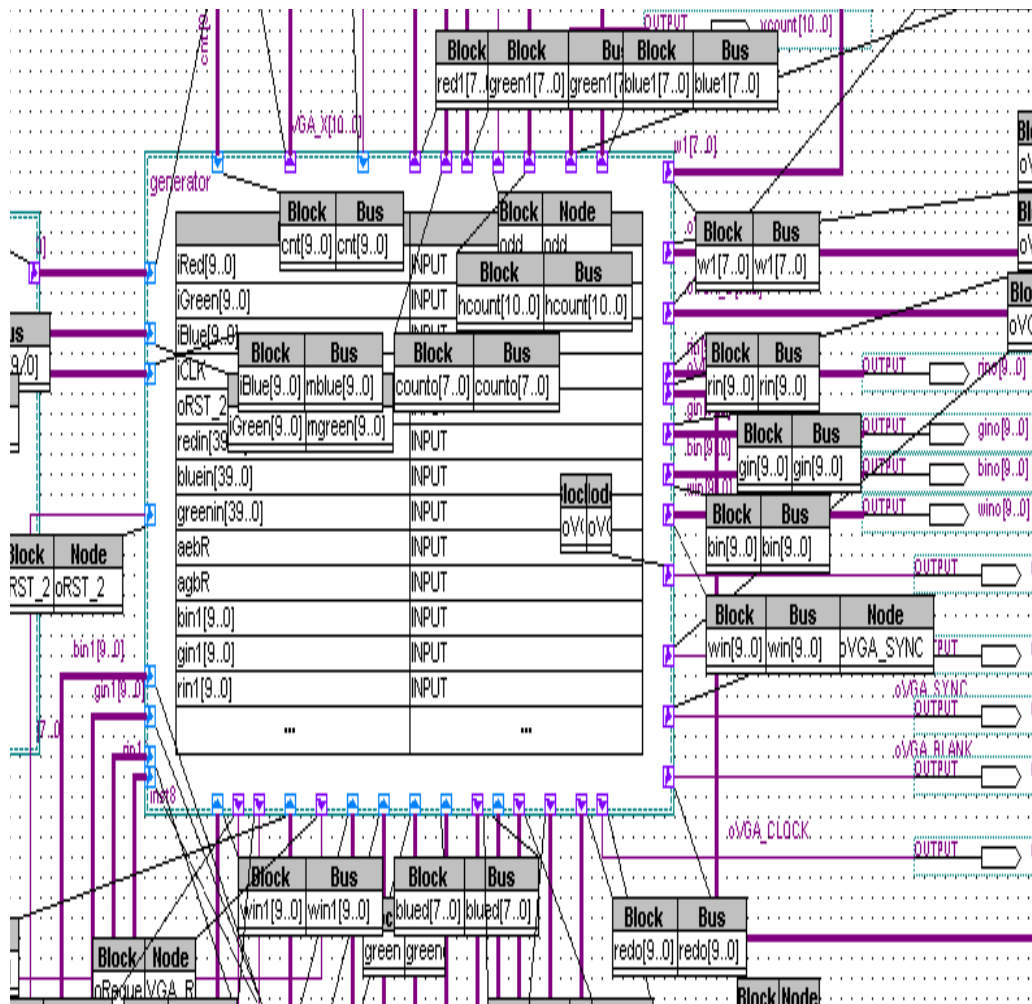 OUTPUT
vcount[10..0]
Block Block Block Bus
green1[7..0] blue1[7..0] blue1[7..0]
VGA_X[10..0]
w1[7..0]
generator
Block Bus
cnt[9..0] cnt[9..0]
Block Node
odd odd
Block Bus
w1[7..0] w1[7..0]
iRed[9..0] INPUT
Block Bus
hcount[10..0] hcount[10..0]
iGreen[9..0] INPUT
iBlue[9..0] INPUT
Block Bus
iBlue[9..0] mblue[9..0]
Block Bus
counto[7..0] counto[7..0]
Block Bus
rin[9..0] rin[9..0]
OUTPUT rino[9..0]
iCLK
oRST_2
iGreen[9..0] mgreen[9..0]
INPUT
Block Bus
gin[9..0] gin[9..0]
OUTPUT gino[9..0]
bluein[39..0] INPUT
OUTPUT bino[9..0]
greenin[39..0] INPUT
Block Bus
bin[9..0] bin[9..0]
OUTPUT wino[9..0]
aebR INPUT
Block Node
RST_2 oRST_2
agbR INPUT
OUTPUT
bin1[9..0] INPUT
Block Bus Node
win[9..0] win[9..0] oVGA_SYNC
gin1[9..0] INPUT
bin1[9..0]
rin1[9..0] INPUT
gin1[9..0]
oVGA_SYNC
OUTPUT
... ...
oVGA_BLANK
OUTPUT
inst8
oVGA_CLOCK
OUTPUT
Block Bus
win1[9..0] win1[9..0]
Block Bus
blued[7..0] blued[7..0]
Block Bus
redo[9..0] redo[9..0]
green green
Block Node
VGA_R
Block Node